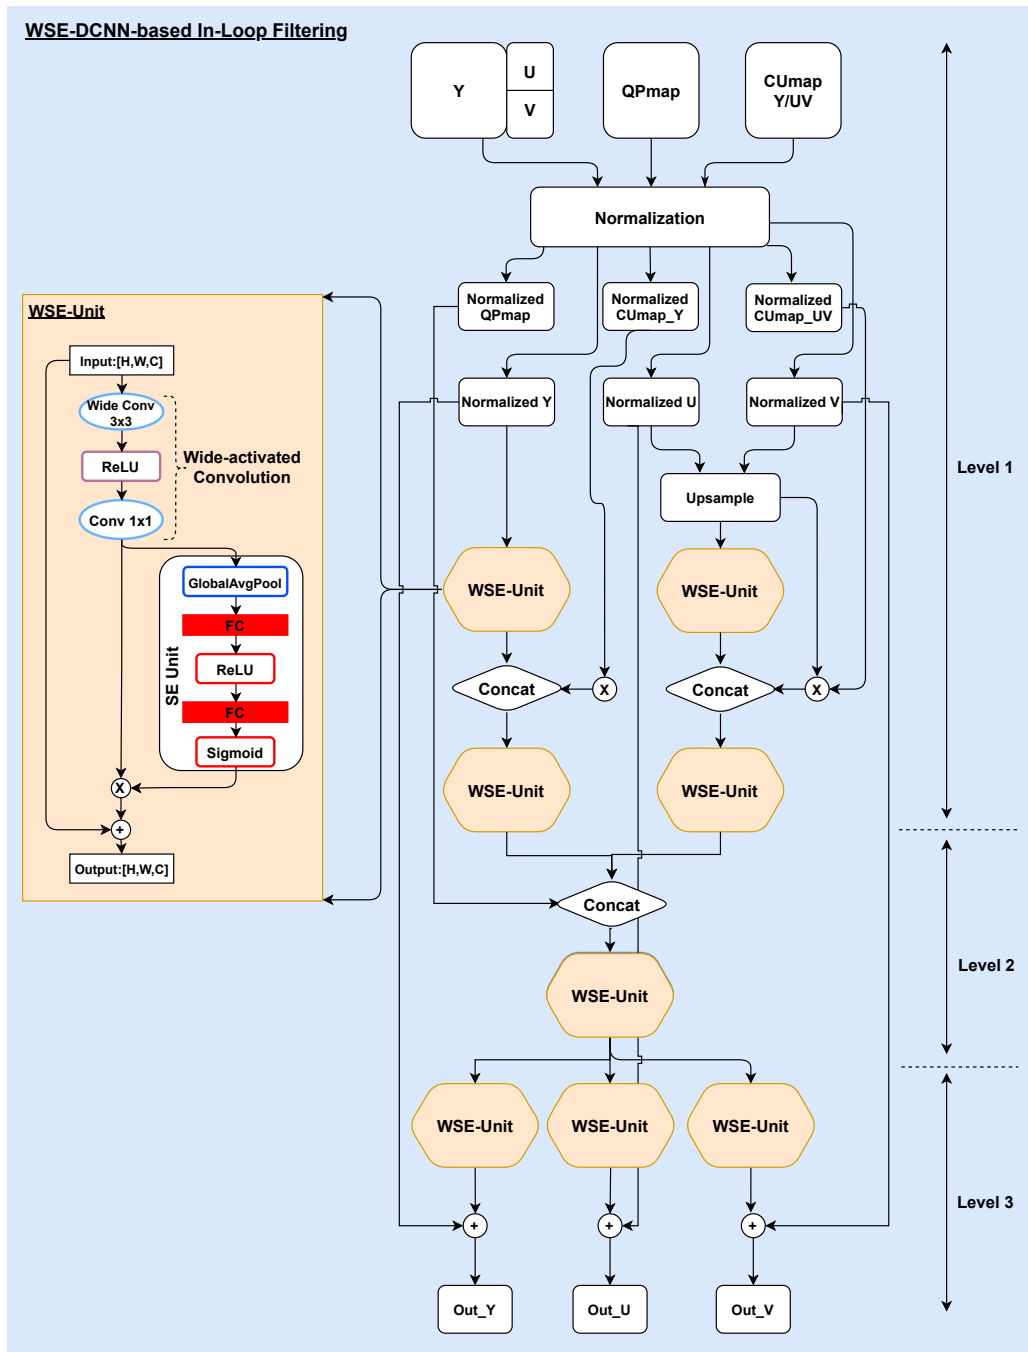 WSE-DCNN-based In-Loop Filtering
Y
U
V
QPmap
CUmap
Y/UV
Normalization
Normalized
QPmap
Normalized
CUmap_Y
Normalized
CUmap_UV
Normalized Y
Normalized U
Normalized V
Upsample
WSE-Unit
WSE-Unit
Concat
X
Concat
X
WSE-Unit
WSE-Unit
Level 1
WSE-Unit
Input:[H,W,C]
Wide Conv
3x3
ReLU
Conv 1x1
Wide-activated
Convolution
SE Unit
GlobalAvgPool
FC
ReLU
FC
Sigmoid
X
+
Output:[H,W,C]
Concat
WSE-Unit
Level 2
WSE-Unit
WSE-Unit
WSE-Unit
+
+
+
Level 3
Out_Y
Out_U
Out_V